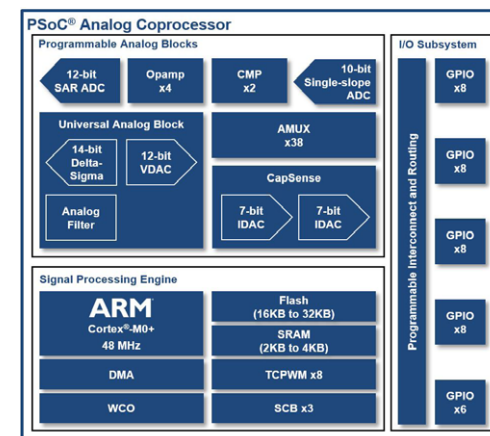 PSoC® Analog Coprocessor
Programmable Analog Blocks
12-bit
SAR ADC
Opamp
x4
CMP
x2
10-bit
Single-slope
ADC
Universal Analog Block
14-bit
Delta-
Sigma
12-bit
VDAC
Analog
Filter
AMUX
x38
CapSense
7-bit
IDAC
7-bit
IDAC
Signal Processing Engine
ARM
Cortex®-M0+
48 MHz
Flash
(16KB to 32KB)
SRAM
(2KB to 4KB)
DMA
TCPWM x8
WCO
SCB x3
I/O Subsystem
Programmable Interconnect and Routing
GPIO
x8
GPIO
x8
GPIO
x8
GPIO
x8
GPIO
x6